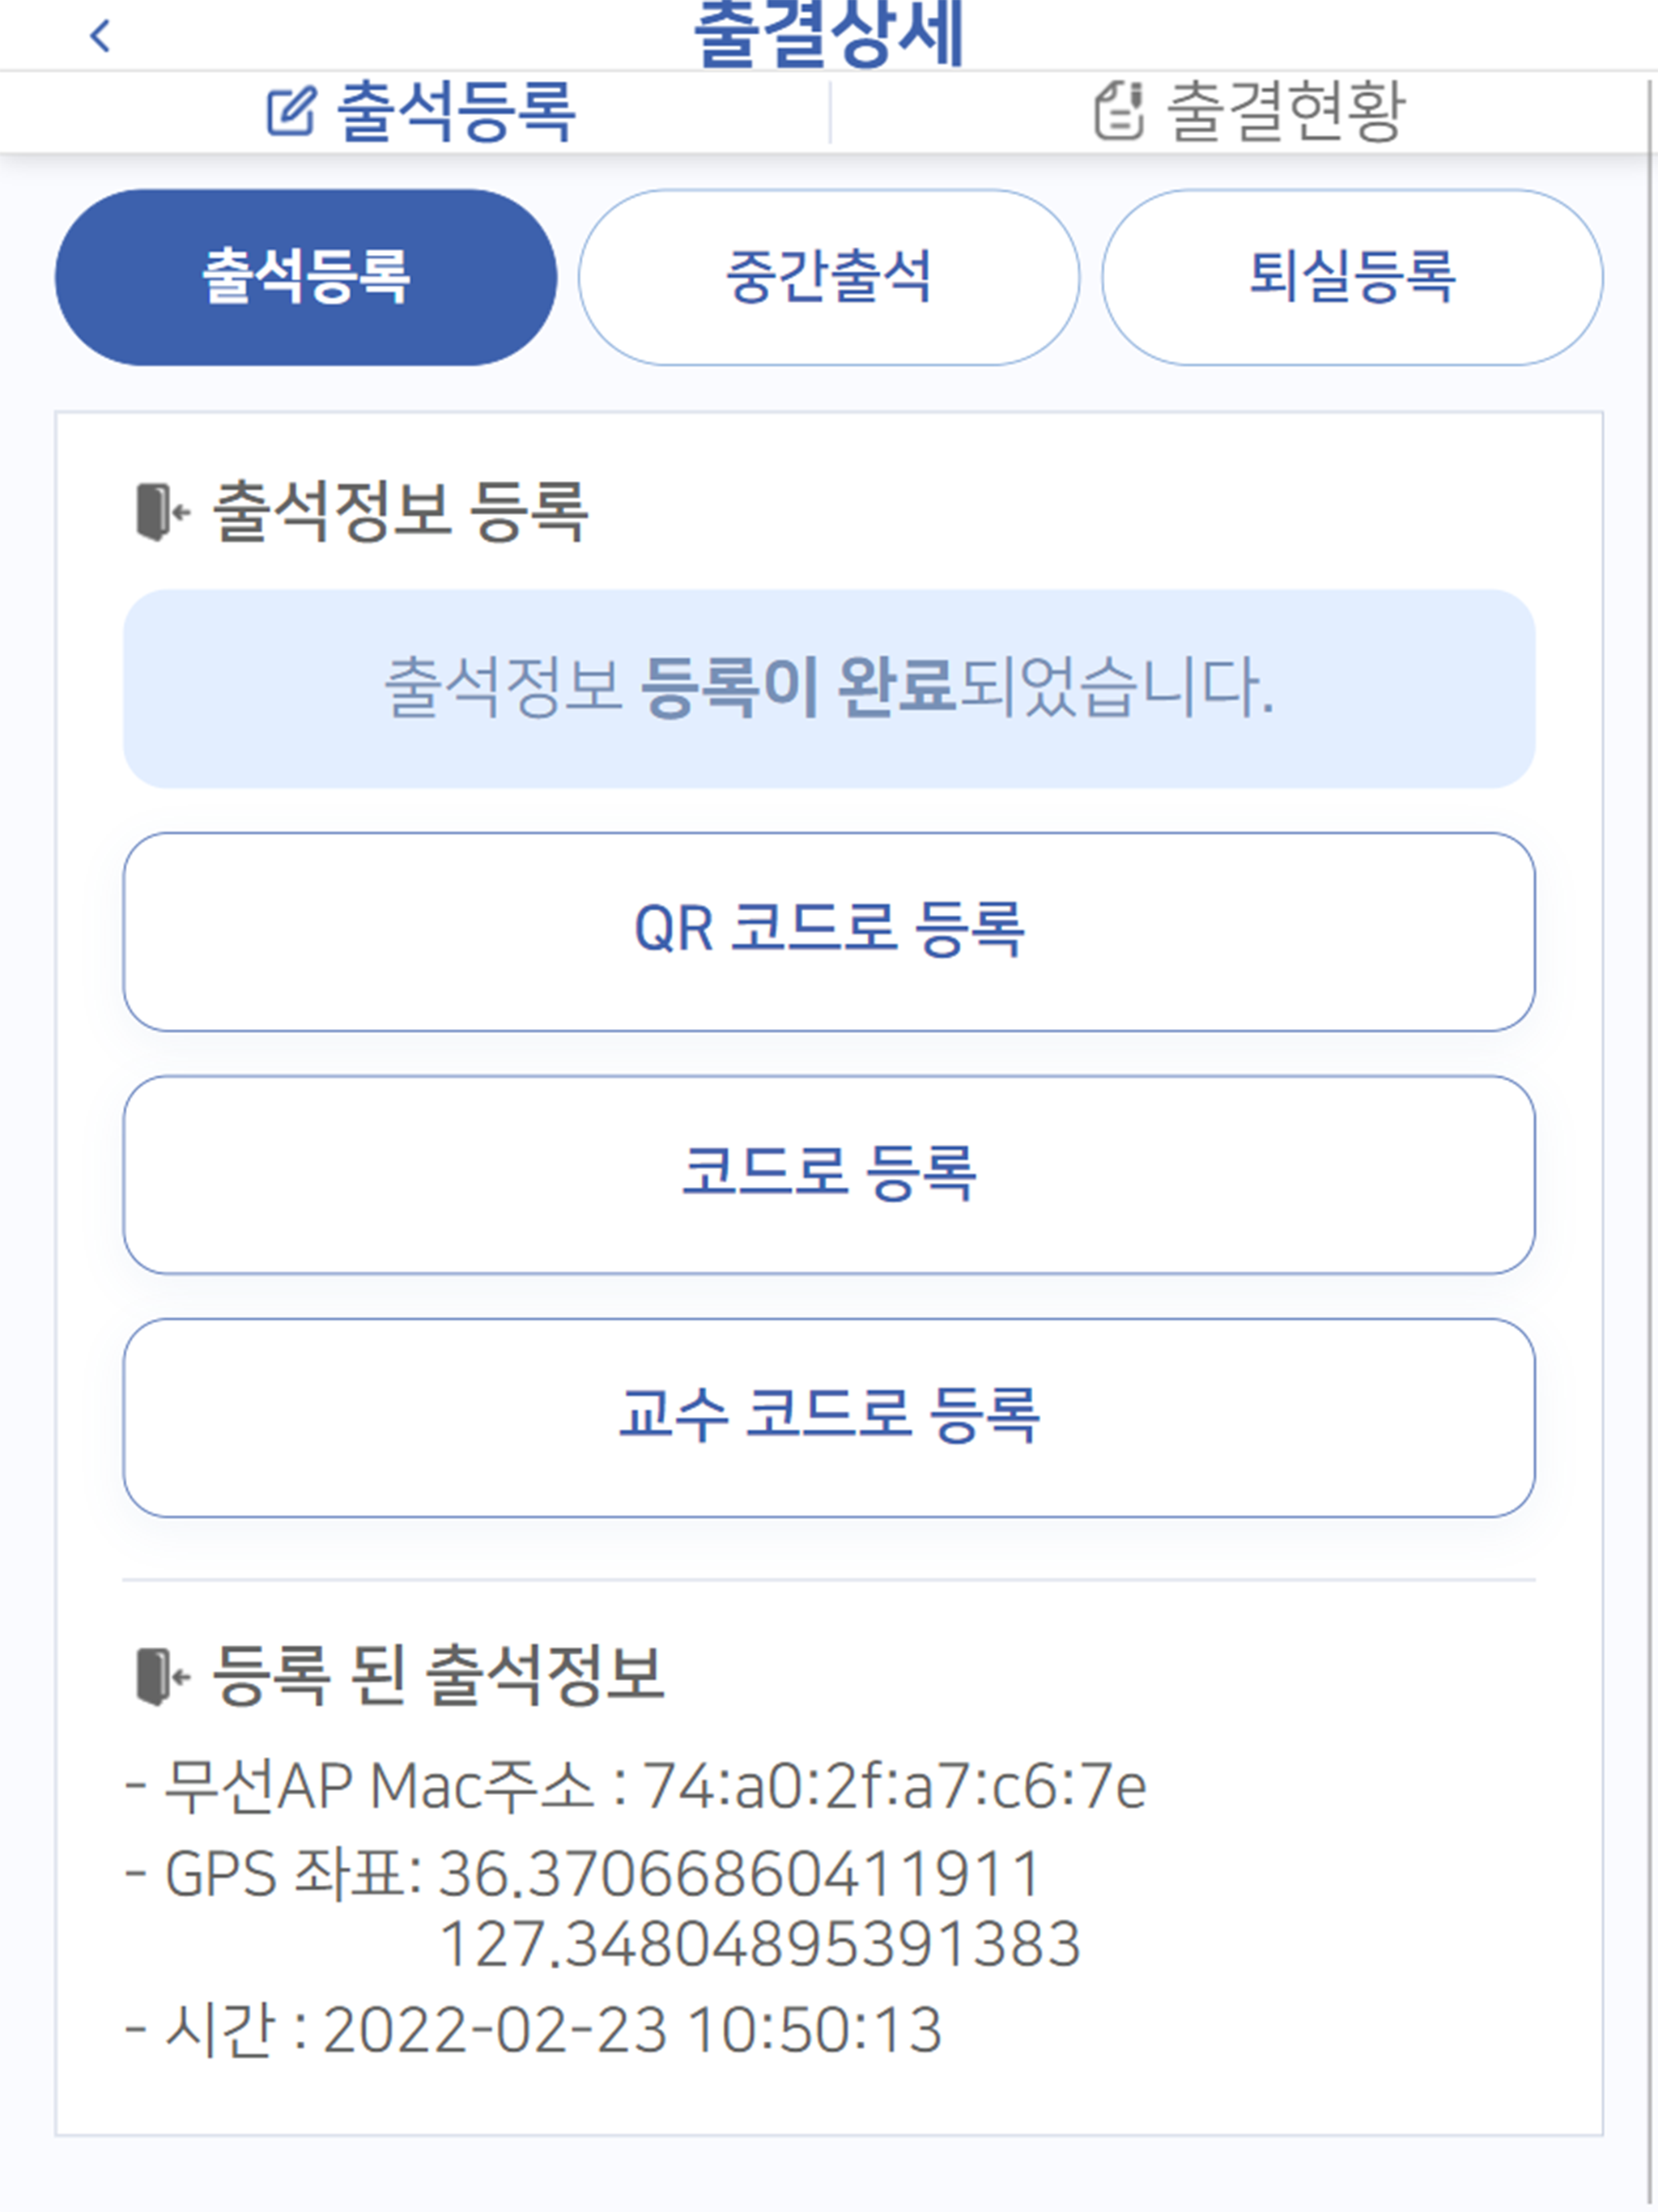 출결상세
출석등록
출결현황
출석등록
중간출석
퇴실등록
출석정보 등록
출석정보 등록이 완료되었습니다.
QR 코드로 등록
코드로 등록
교수 코드로 등록
등록 된 출석정보
- 무선AP Mac주소 : 74:a0:2f:a7:c6:7e
- GPS 좌표: 36.37066860411911
127.34804895391383
- 시간 : 2022-02-23 10:50:13